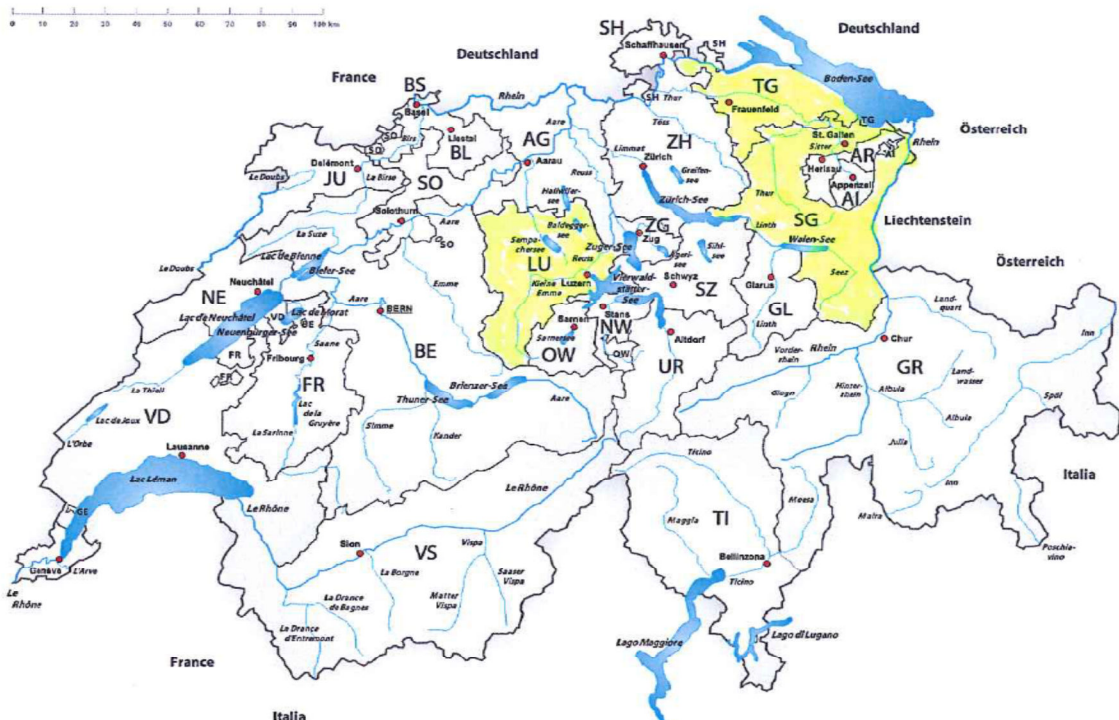 0 10 20 30 40 50 60 70 80 90 100 km
Deutschland
Deutschland
France
SH
SH
Schaffhausen
SH
Boden-See
TG
Frauenfeld
TG
Thur
Töss
Rhein
BS
Basel
SO
SO
Birs
Liestal
BL
AG
Aare
Aarau
Reuss
Limmat
ZH
Zürich
Greifen-
see
Zürich-See
St. Gallen
Sitter
AR
AI
Herisau
Appenzell
AI
Rhein
Österreich
Thur
SG
Liechtenstein
Linth
Walen-See
Seez
Österreich
Delémont
JU
La Birse
Le Doubs
SO
Solothurn
Aare
SO
Hallwiler-
see
Baldegger-
see
Sempa-
chersee
LU
Reuss
Luzern
Kleine
Emme
ZG
Zug
Zuger-See
Ägeri-
see
Sihl-
see
Vierwald-
stätter-
See
Schwyz
SZ
Glarus
GL
Linth
La Suze
Lac de Bienne
Bieler-See
Le Doubs
Neuchâtel
NE
Lac de Neuchâtel
Neuenburger-See
VD
Lac de Morat
BE
Saane
Aare
BERN
Emme
BE
FR
FR
Fribourg
FR
Sarnen
Sarnersee
OW
Stans
NW
OW
Altdorf
UR
Land-
quart
Inn
Chur
GR
Vorder-
rhein
Rhein
Glogn
Hinter-
rhein
Albula
Land-
wasser
Albula
Julia
Spöl
Inn
La Thièle
Lac de Joux
VD
L'Orbe
Lac
de la
Gruyère
La Sarinne
Thuner-See
Brienzer-See
Simme
Kander
Aare
Lausanne
Lac Léman
GE
Genève
L'Arve
Le
Rhône
Le Rhône
Le Rhône
Ticino
Maggia
TI
Moesa
Bellinzona
Ticino
Maira
Italia
Poschia-
vino
Sion
VS
Vispa
La Borgne
Saaser
Vispa
Matter
Vispa
La Drance
de Bagnes
La Drança
d'Entremont
Lago Maggiore
Lago di Lugano
France
Italia